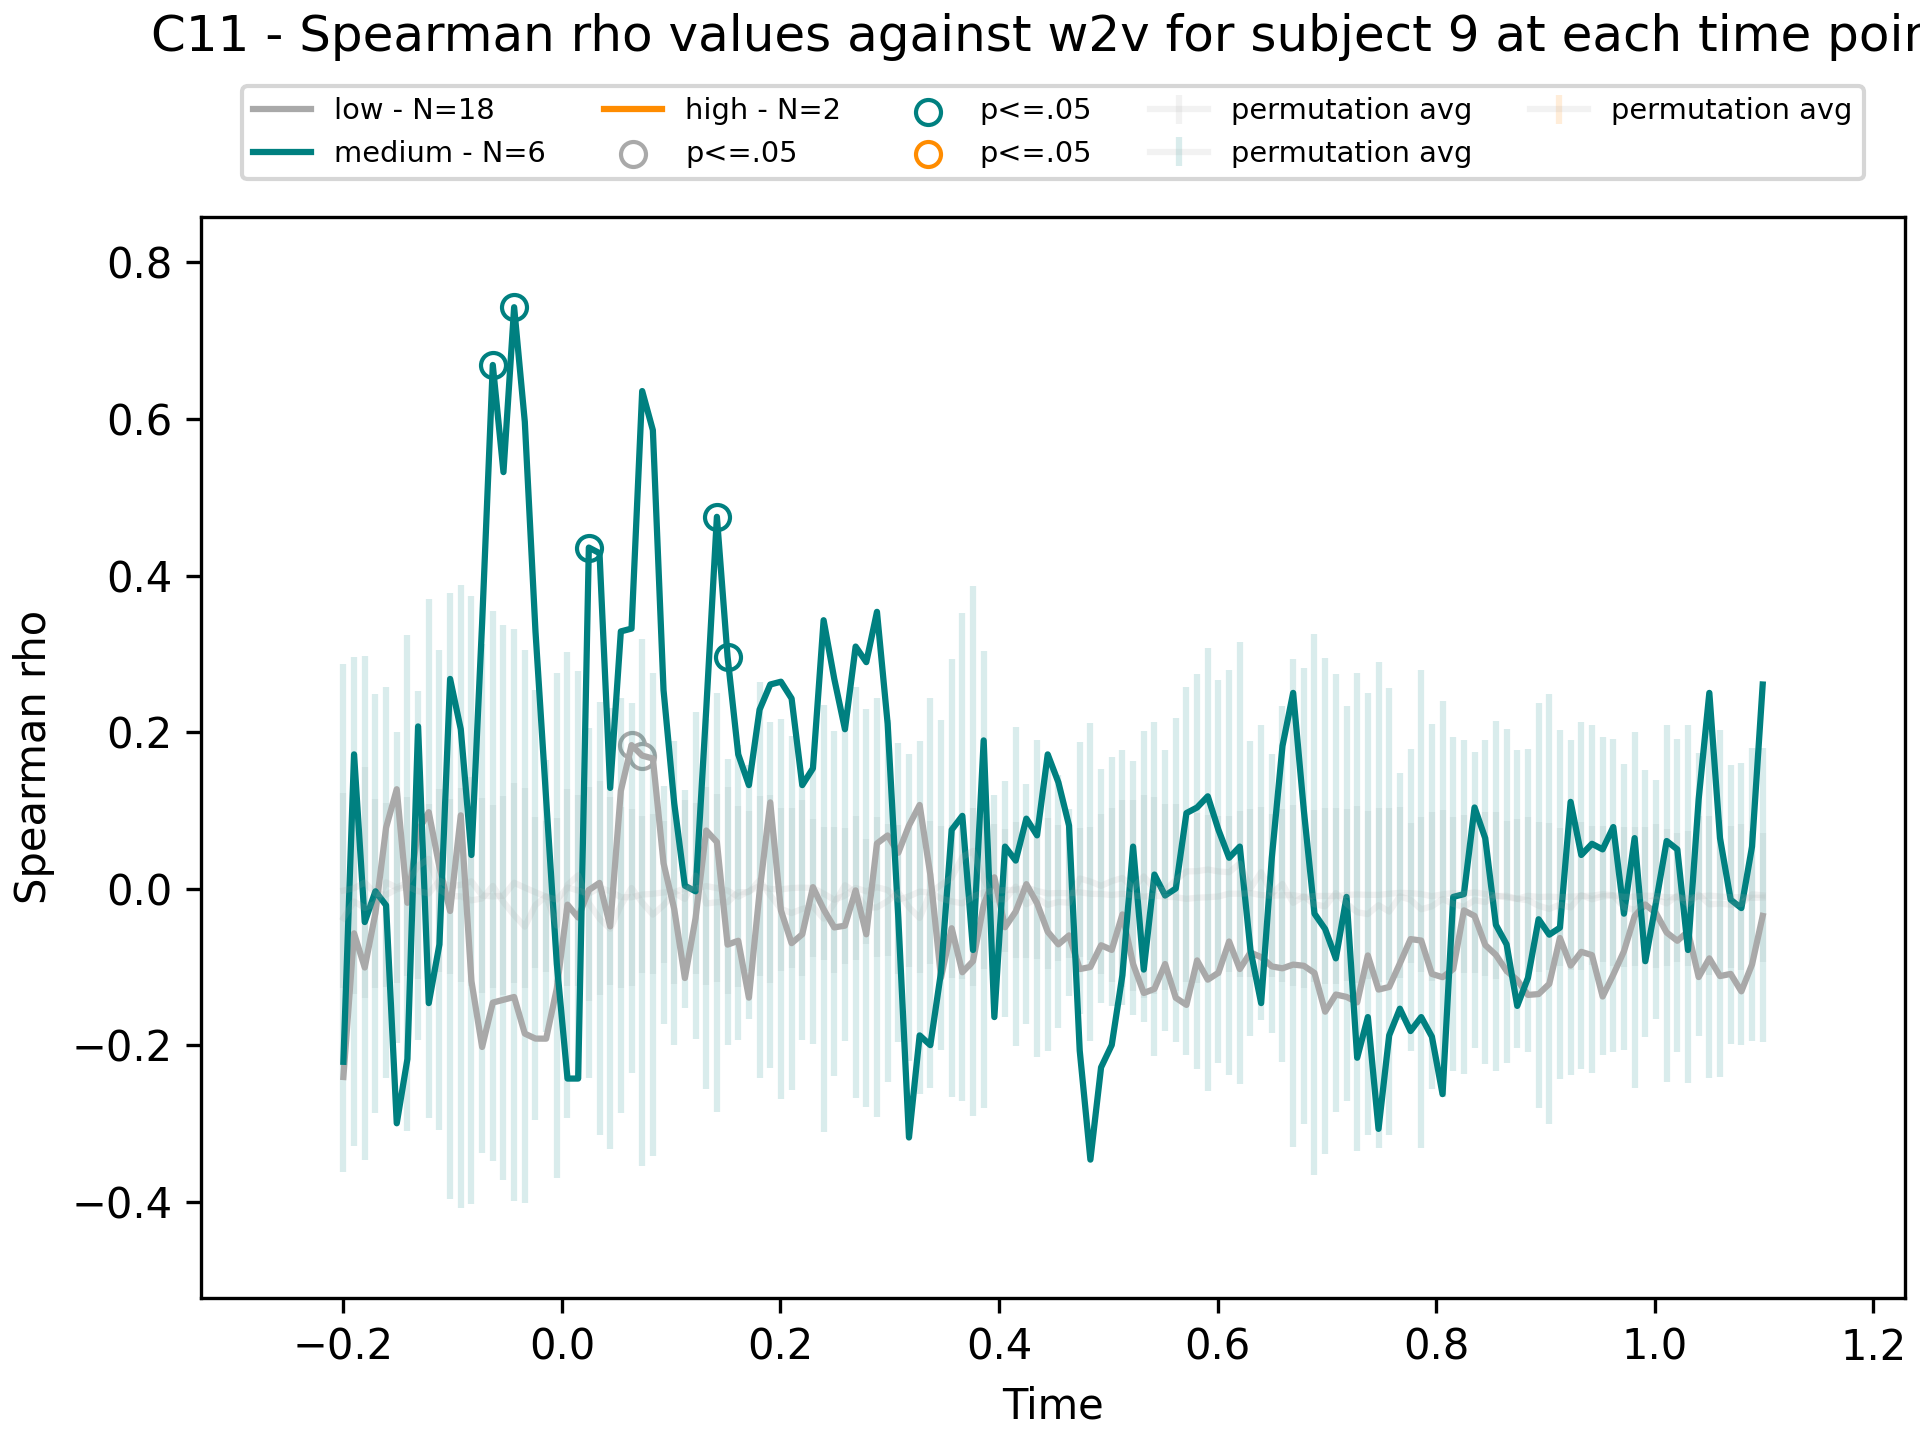 C11 - Spearman rho values against w2v for subject 9 at each time poin
low - N=18
medium - N=6
high - N=2
p<=.05
p<=.05
p<=.05
permutation avg
permutation avg
permutation avg
Spearman rho
0.8
0.6
0.4
0.2
0.0
−0.2
−0.4
−0.2 0.0 0.2 0.4 0.6 0.8 1.0 1.2
Time